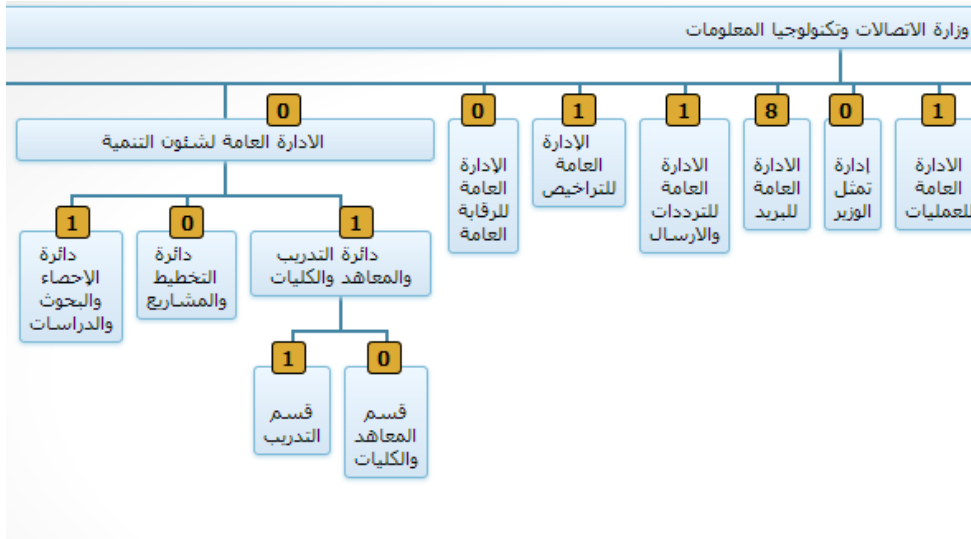 وزارة الاتصالات وتكنولوجيا المعلومات
1
الادارة
العامة
للعمليات
0
إدارة
تمثل
الوزير
8
الادارة
العامة
للبريد
1
الادارة
العامة
للترددات
والارسال
1
الإدارة
العامة
للتراخيص
0
الإدارة
العامة
للرقابة
العامة
0
الادارة العامة لشئون التنمية
1
دائرة التدريب
والمعاهد والكليات
0
دائرة
التخطيط
والمشاريع
1
دائرة
الإحصاء
والبحوث
والدراسات
0
قسم
المعاهد
والكليات
1
قسم
التدريب